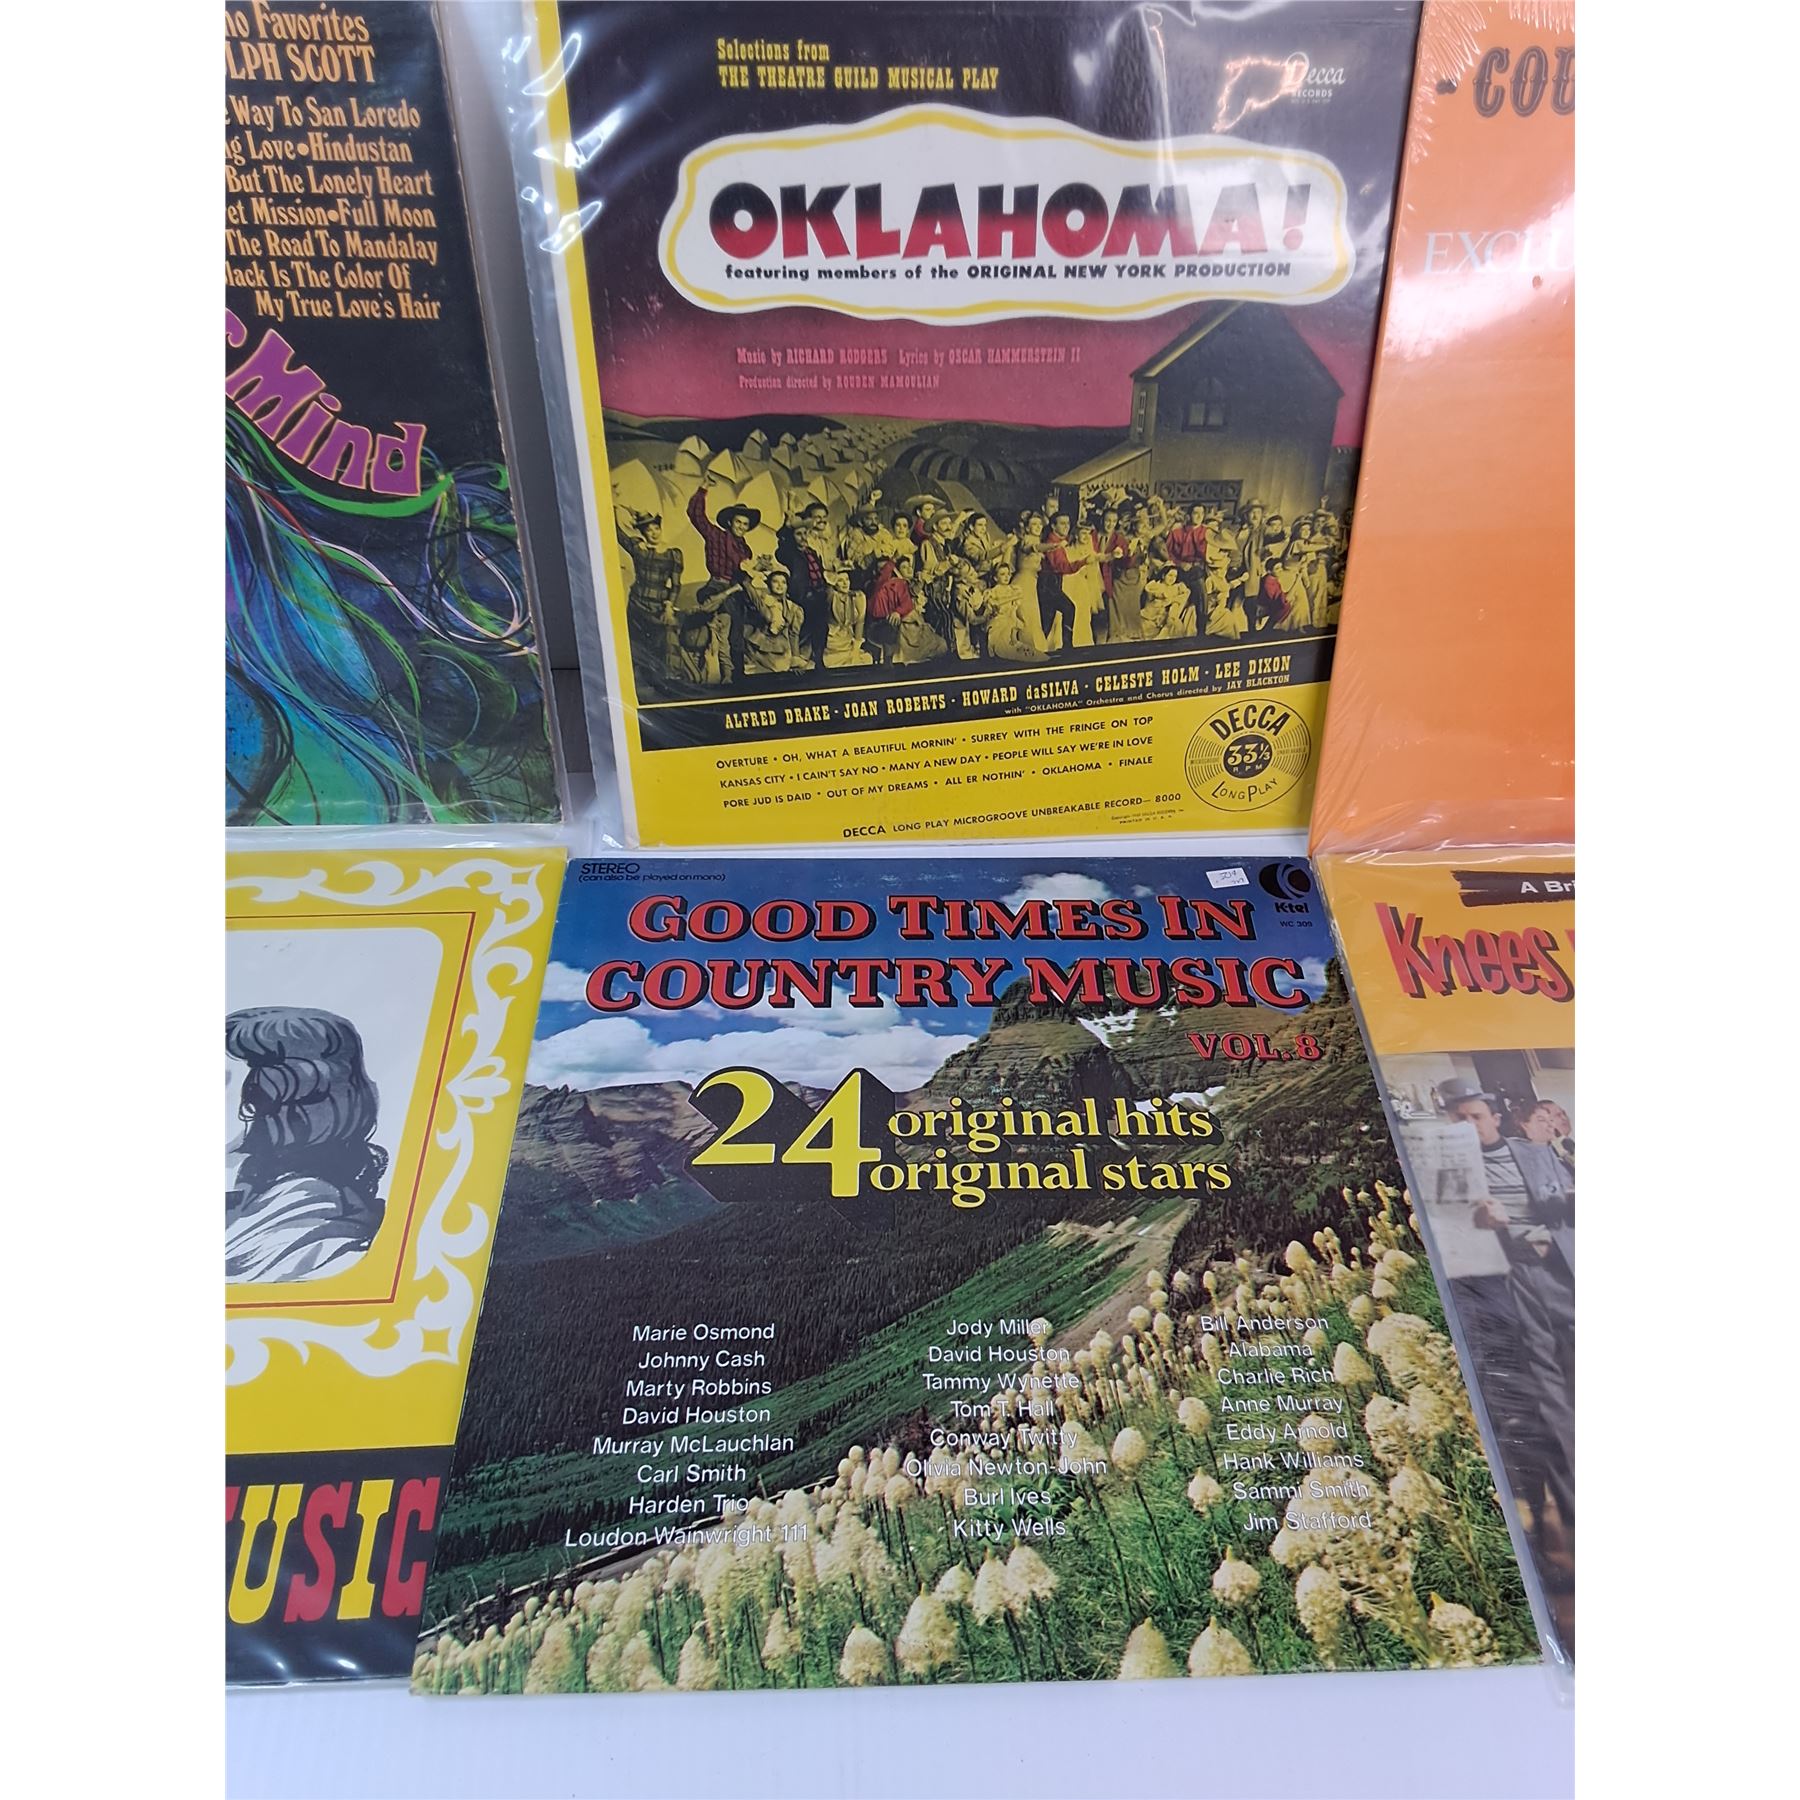 Favorites
SCOTT
Way To San Loredo
Love•Hindustan
But The Lonely Heart
Mission•Full Moon
The Road To Mandalay
Is The Color Of
My True Love's Hair
Mind
Selections from
THE THEATRE GUILD MUSICAL PLAY
Decca
RECORDS
OKLAHOMA!
featuring members of the ORIGINAL NEW YORK PRODUCTION
Music by RICHARD RODGERS Lyrics by OSCAR HAMMERSTEIN II
Production directed by ROUBEN MAMOULIAN
ALFRED DRAKE · JOAN ROBERTS · HOWARD daSILVA · CELESTE HOLM · LEE DIXON
with "OKLAHOMA" Orchestra and Chorus directed by JAY BLACKTON
OVERTURE • OH, WHAT A BEAUTIFUL MORNIN' • SURREY WITH THE FRINGE ON TOP
KANSAS CITY • I CAIN'T SAY NO • MANY A NEW DAY • PEOPLE WILL SAY WE'RE IN LOVE
PORE JUD IS DAID • OUT OF MY DREAMS • ALL ER NOTHIN' • OKLAHOMA • FINALE
DECCA LONG PLAY MICROGROOVE UNBREAKABLE RECORD—8000
DECCA
33⅓
RPM
LONG PLAY
STEREO
(can also be played on mono)
GOOD TIMES IN
COUNTRY MUSIC
VOL. 8
K-tel
WC 309
24 original hits
original stars
Marie Osmond
Johnny Cash
Marty Robbins
David Houston
Murray McLauchlan
Carl Smith
Harden Trio
Loudon Wainwright 111
Jody Miller
David Houston
Tammy Wynette
Tom T. Hall
Conway Twitty
Olivia Newton-John
Burl Ives
Kitty Wells
Bill Anderson
Alabama
Charlie Rich
Anne Murray
Eddy Arnold
Hank Williams
Sammi Smith
Jim Stafford
A Bri
Knees